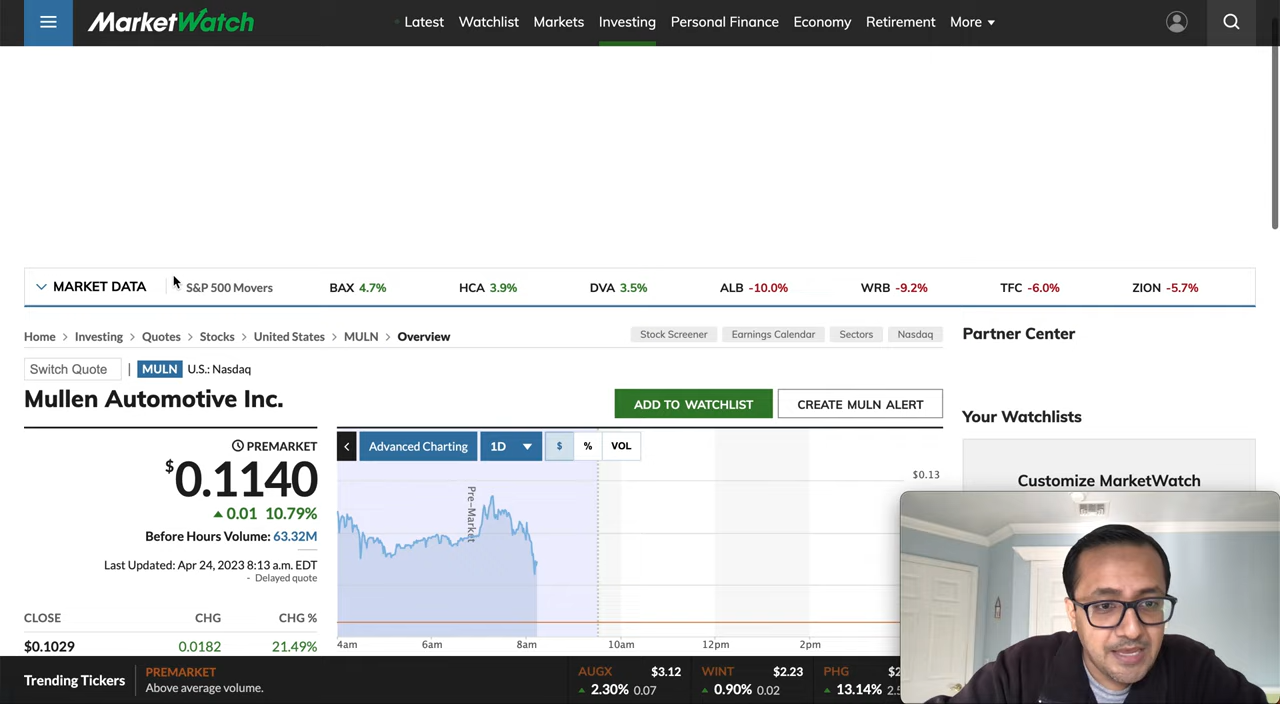 MarketWatch
Latest Watchlist Markets Investing Personal Finance Economy Retirement More
MARKET DATA S&P 500 Movers BAX 4.7% HCA 3.9% DVA 3.5% ALB -10.0% WRB -9.2% TFC -6.0% ZION -5.7%
Home > Investing > Quotes > Stocks > United States > MULN > Overview
Stock Screener Earnings Calendar Sectors Nasdaq
Partner Center
Switch Quote | MULN U.S.: Nasdaq
Mullen Automotive Inc.
ADD TO WATCHLIST CREATE MULN ALERT
Your Watchlists
Customize MarketWatch
PREMARKET
$0.1140
0.01 10.79%
Before Hours Volume: 63.32M
Last Updated: Apr 24, 2023 8:13 a.m. EDT
- Delayed quote
CLOSE CHG CHG %
$0.1029 0.0182 21.49%
Advanced Charting 1D $ % VOL
$0.13
Pre-Market
4am 6am 8am 10am 12pm 2pm
Trending Tickers
PREMARKET
Above average volume.
AUGX $3.12
2.30% 0.07
WINT $2.23
0.90% 0.02
PHG
13.14%